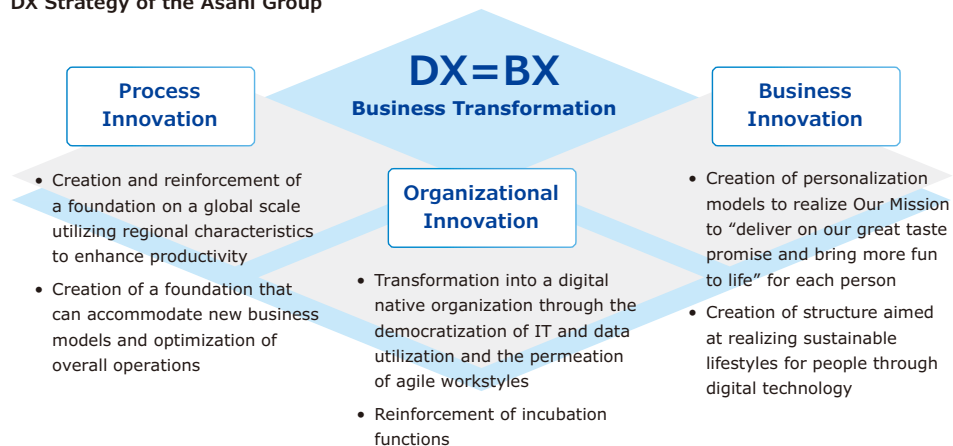 DX Strategy of the Asahi Group
DX=BX
Business Transformation
Process
Innovation
• Creation and reinforcement of
a foundation on a global scale
utilizing regional characteristics
to enhance productivity
• Creation of a foundation that
can accommodate new business
models and optimization of
overall operations
Organizational
Innovation
• Transformation into a digital
native organization through the
democratization of IT and data
utilization and the permeation
of agile workstyles
• Reinforcement of incubation
functions
Business
Innovation
• Creation of personalization
models to realize Our Mission
to “deliver on our great taste
promise and bring more fun
to life” for each person
• Creation of structure aimed
at realizing sustainable
lifestyles for people through
digital technology